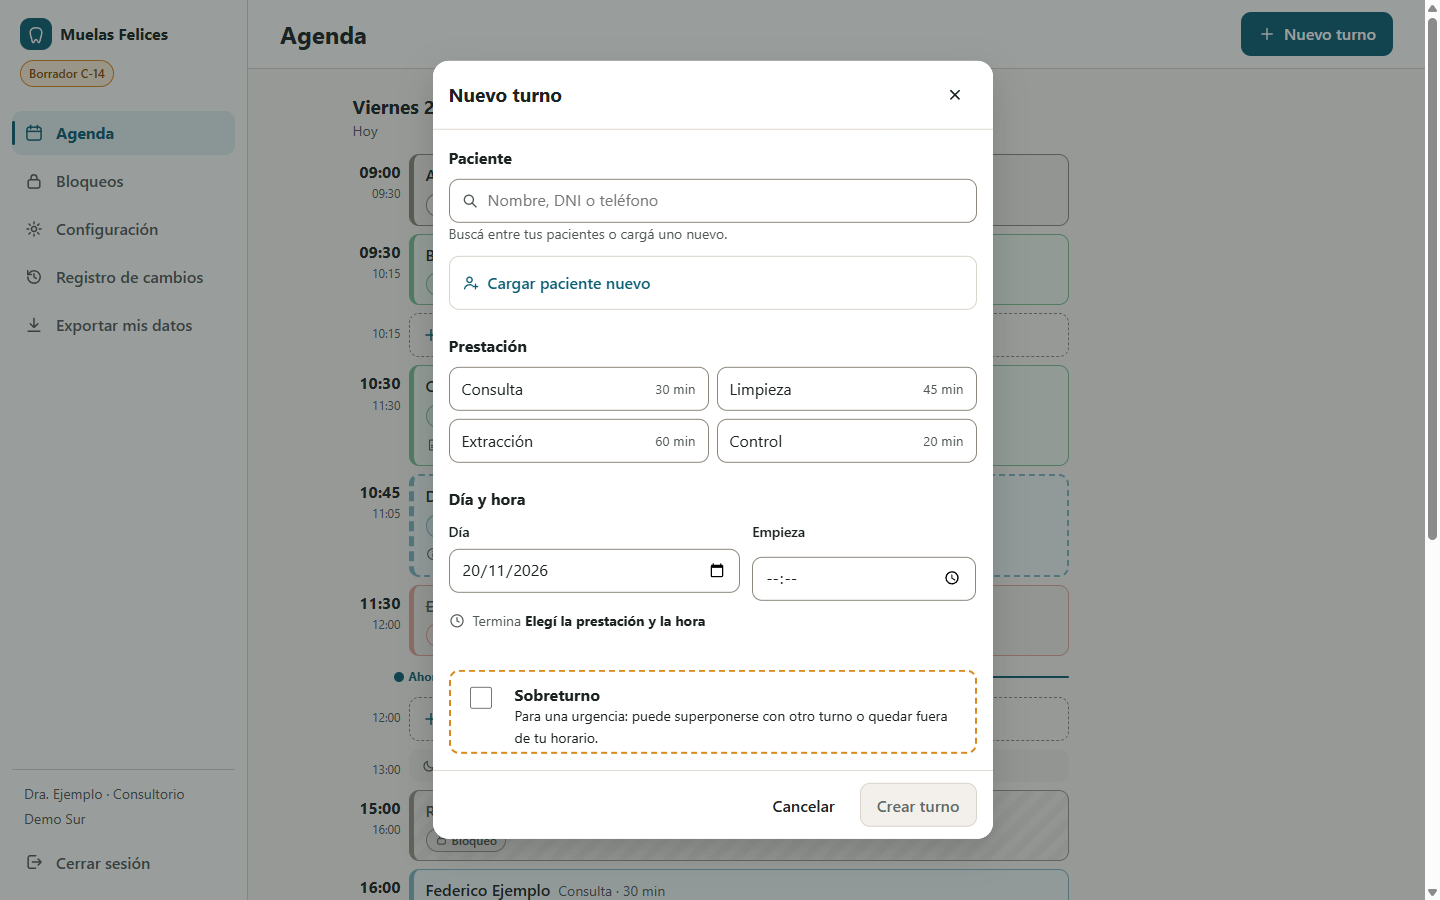 Muelas Felices
Borrador C-14
Agenda
Bloqueos
Configuración
Registro de cambios
Exportar mis datos
Dra. Ejemplo · Consultorio
Demo Sur
Cerrar sesión
Agenda
+ Nuevo turno
Viernes 2
Hoy
09:00
09:30
09:30
10:15
10:15
10:30
11:30
10:45
11:05
11:30
12:00
12:00
13:00
15:00
16:00
Bloqueo
16:00
Federico Ejemplo Consulta · 30 min
Nuevo turno
Paciente
Nombre, DNI o teléfono
Buscá entre tus pacientes o cargá uno nuevo.
Cargar paciente nuevo
Prestación
Consulta 30 min
Limpieza 45 min
Extracción 60 min
Control 20 min
Día y hora
Día
20/11/2026
Empieza
--:--
Termina Elegí la prestación y la hora
Sobreturno
Para una urgencia: puede superponerse con otro turno o quedar fuera
de tu horario.
Cancelar
Crear turno